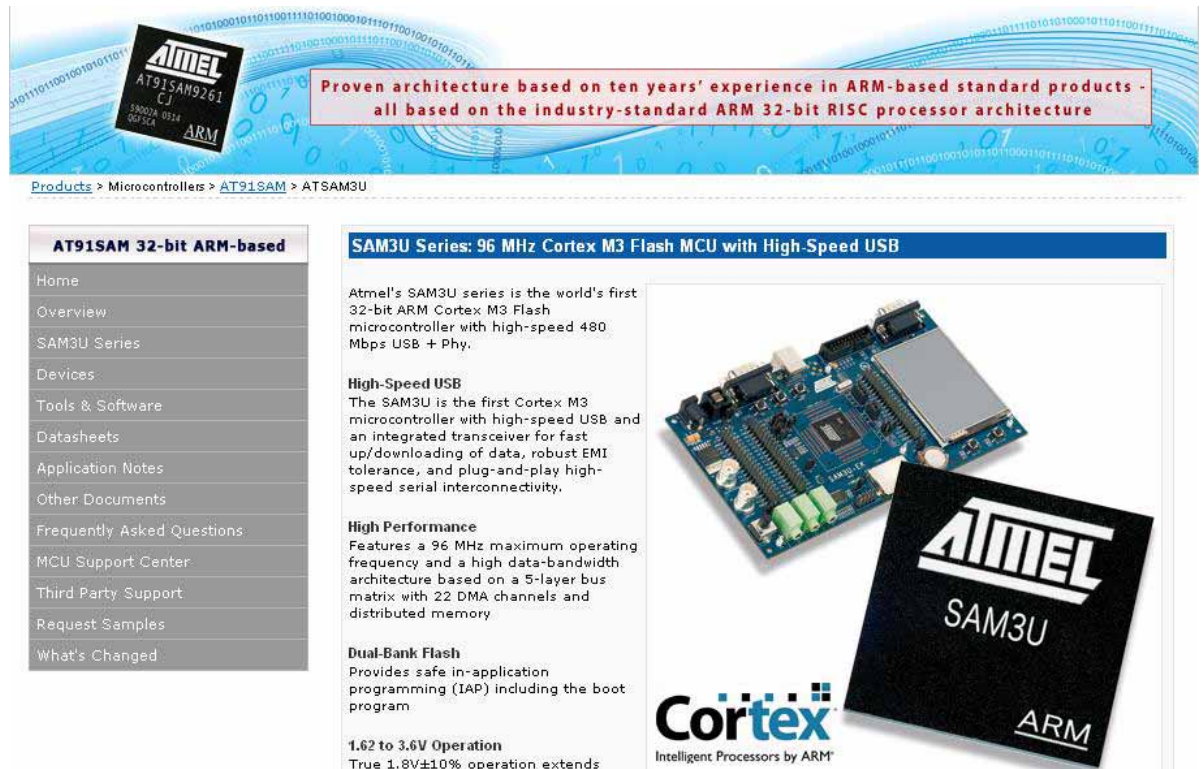 ATMEL
AT91SAM9261
CJ
59007A 0514
QGFSCA
ARM
Proven architecture based on ten years' experience in ARM-based standard products -
all based on the industry-standard ARM 32-bit RISC processor architecture
Products > Microcontrollers > AT91SAM > ATSAM3U
AT91SAM 32-bit ARM-based
Home
Overview
SAM3U Series
Devices
Tools & Software
Datasheets
Application Notes
Other Documents
Frequently Asked Questions
MCU Support Center
Third Party Support
Request Samples
What's Changed
SAM3U Series: 96 MHz Cortex M3 Flash MCU with High-Speed USB
Atmel's SAM3U series is the world's first
32-bit ARM Cortex M3 Flash
microcontroller with high-speed 480
Mbps USB + Phy.
High-Speed USB
The SAM3U is the first Cortex M3
microcontroller with high-speed USB and
an integrated transceiver for fast
up/downloading of data, robust EMI
tolerance, and plug-and-play high-
speed serial interconnectivity.
High Performance
Features a 96 MHz maximum operating
frequency and a high data-bandwidth
architecture based on a 5-layer bus
matrix with 22 DMA channels and
distributed memory
Dual-Bank Flash
Provides safe in-application
programming (IAP) including the boot
program
1.62 to 3.6V Operation
True 1.8V±10% operation extends
SAM3U-EK
ATMEL
SAM3U
ARM
Cortex
Intelligent Processors by ARM®